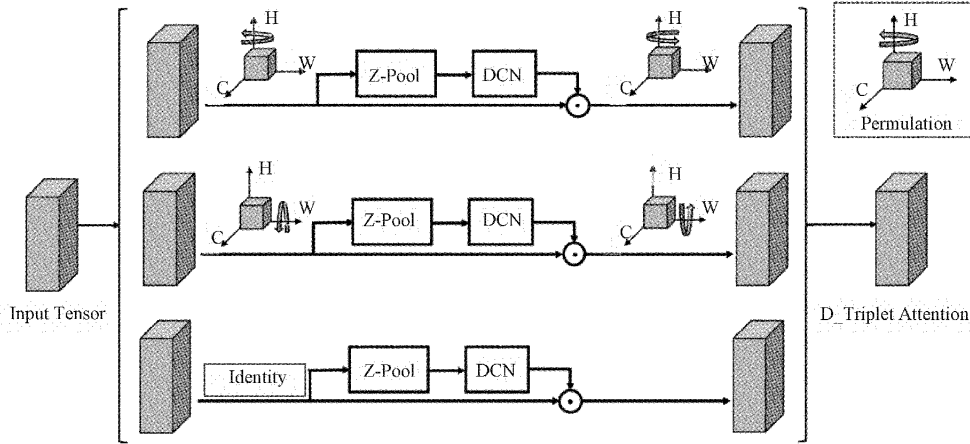 H
W
C
Z-Pool
DCN
H
W
C
H
W
C
Permulation
H
W
C
Z-Pool
DCN
H
W
C
Input Tensor
D_Triplet Attention
Identity
Z-Pool
DCN